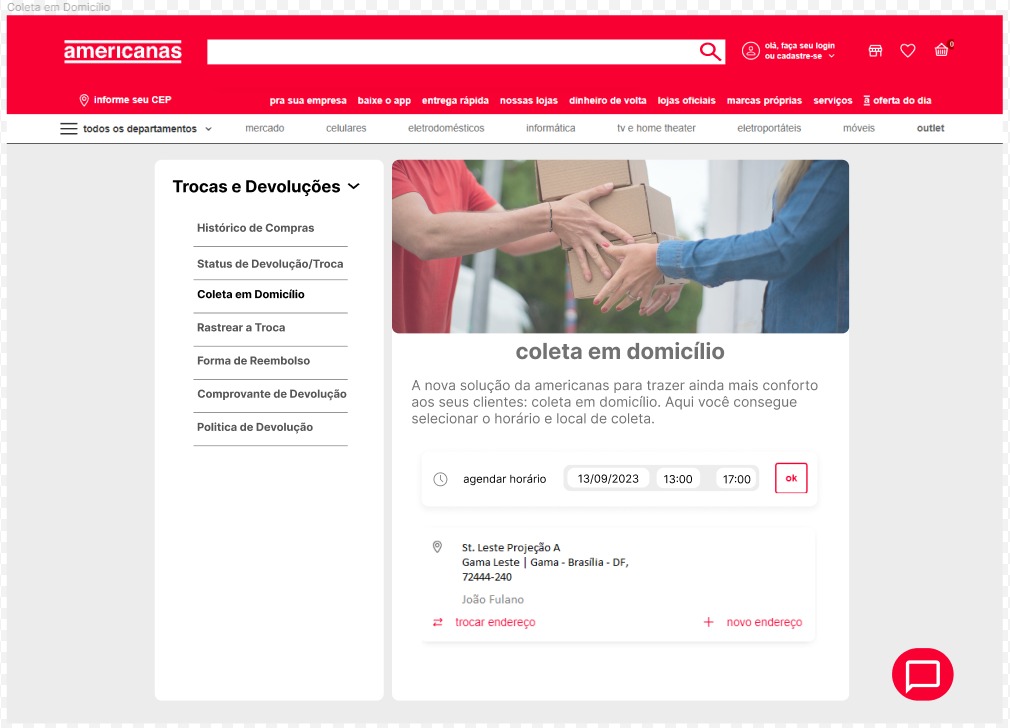 Coleta em Domicílio
americanas
olá, faça seu login
ou cadastre-se
0
informe seu CEP
pra sua empresa baixe o app entrega rápida nossas lojas dinheiro de volta lojas oficiais marcas próprias serviços a oferta do dia
todos os departamentos mercado celulares eletrodomésticos informática tv e home theater eletroportáteis móveis outlet
Trocas e Devoluções
Histórico de Compras
Status de Devolução/Troca
Coleta em Domicílio
Rastrear a Troca
Forma de Reembolso
Comprovante de Devolução
Politica de Devolução
coleta em domicílio
A nova solução da americanas para trazer ainda mais conforto
aos seus clientes: coleta em domicílio. Aqui você consegue
selecionar o horário e local de coleta.
agendar horário 13/09/2023 13:00 17:00 ok
St. Leste Projeção A
Gama Leste | Gama - Brasília - DF,
72444-240
João Fulano
trocar endereço + novo endereço